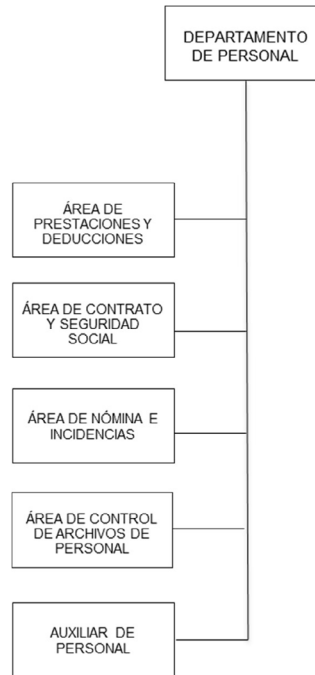 DEPARTAMENTO
DE PERSONAL
ÁREA DE
PRESTACIONES Y
DEDUCCIONES
ÁREA DE CONTRATO
Y SEGURIDAD
SOCIAL
ÁREA DE NÓMINA E
INCIDENCIAS
ÁREA DE CONTROL
DE ARCHIVOS DE
PERSONAL
AUXILIAR DE
PERSONAL